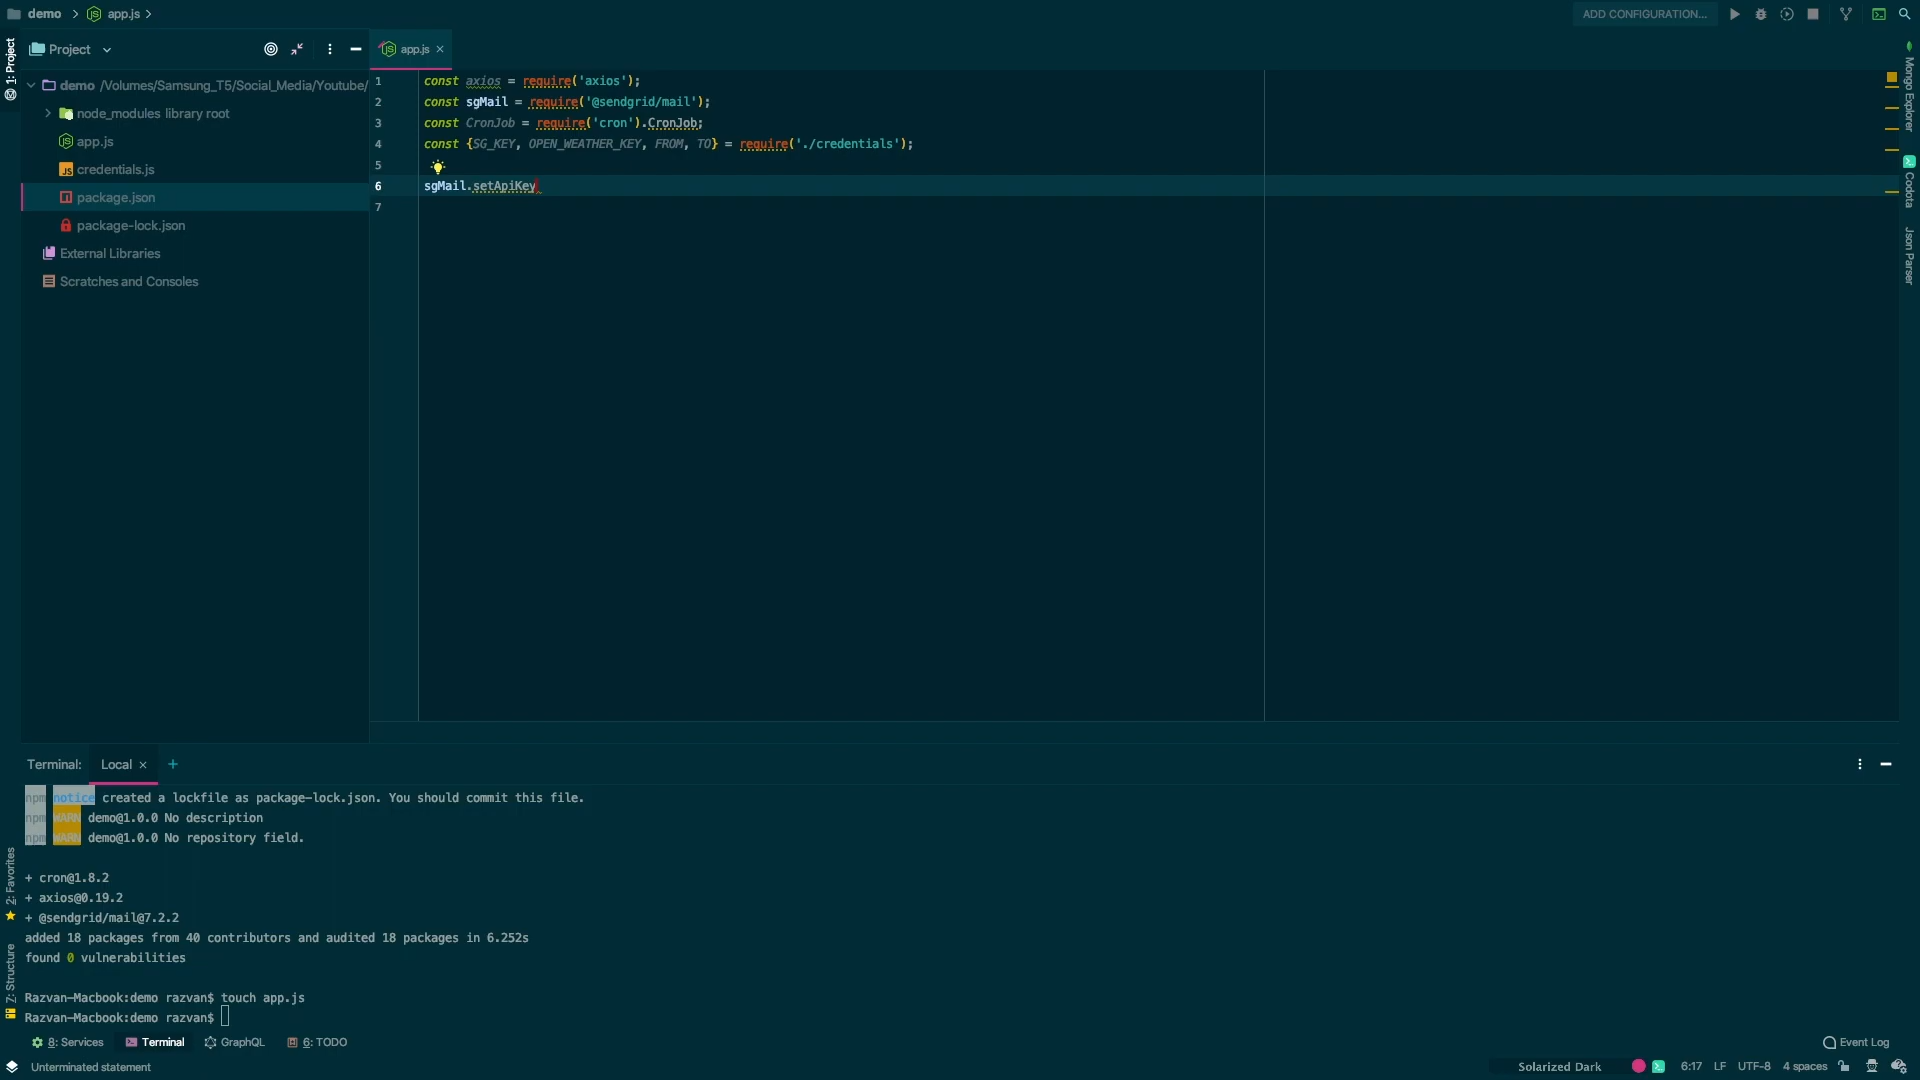 demo > app.js >
ADD CONFIGURATION...
1: Project
Project
app.js ×
demo /Volumes/Samsung_T5/Social_Media/Youtube/
node_modules library root
app.js
credentials.js
package.json
package-lock.json
External Libraries
Scratches and Consoles
1 const axios = require('axios');
2 const sgMail = require('@sendgrid/mail');
3 const CronJob = require('cron').CronJob;
4 const {SG_KEY, OPEN_WEATHER_KEY, FROM, TO} = require('./credentials');
5
6 sgMail.setApiKey
7
Mongo Explorer
Codota
Json Parser
Terminal: Local × +
npm notice created a lockfile as package-lock.json. You should commit this file.
npm WARN demo@1.0.0 No description
npm WARN demo@1.0.0 No repository field.
+ cron@1.8.2
+ axios@0.19.2
+ @sendgrid/mail@7.2.2
added 18 packages from 40 contributors and audited 18 packages in 6.252s
found 0 vulnerabilities
Razvan-Macbook:demo razvan$ touch app.js
Razvan-Macbook:demo razvan$
2: Favorites
7: Structure
8: Services Terminal GraphQL 6: TODO
Event Log
Unterminated statement
Solarized Dark 6:17 LF UTF-8 4 spaces